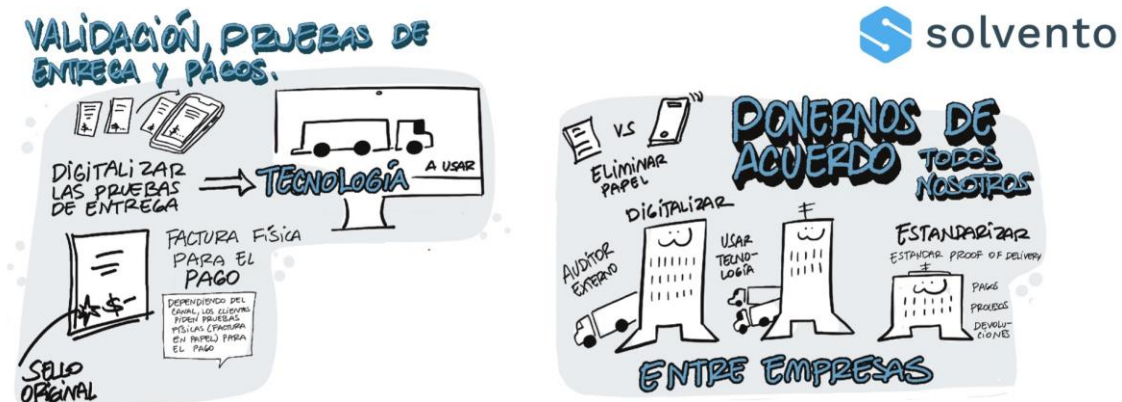 VALIDACIÓN, PRUEBAS DE
ENTREGA Y PAGOS.
DIGITALIZAR
LAS PRUEBAS
DE ENTREGA
TECNOLOGÍA
A USAR
FACTURA FÍSICA
PARA EL
PAGO
DEPENDIENDO DEL
CANAL, LOS CLIENTES
PIDEN PRUEBAS
FÍSICAS (FACTURA
EN PAPEL) PARA
EL PAGO
SELLO
ORIGINAL
solvento
VS
ELIMINAR
PAPEL
PONERNOS DE
ACUERDO TODOS
NOSOTROS
DIGITALIZAR
AUDITOR
EXTERNO
USAR
TECNO-
LOGÍA
ESTANDARIZAR
ESTANDAR PROOF OF DELIVERY
PAGOS
PROCESOS
DEVOLU-
CIONES
ENTRE EMPRESAS